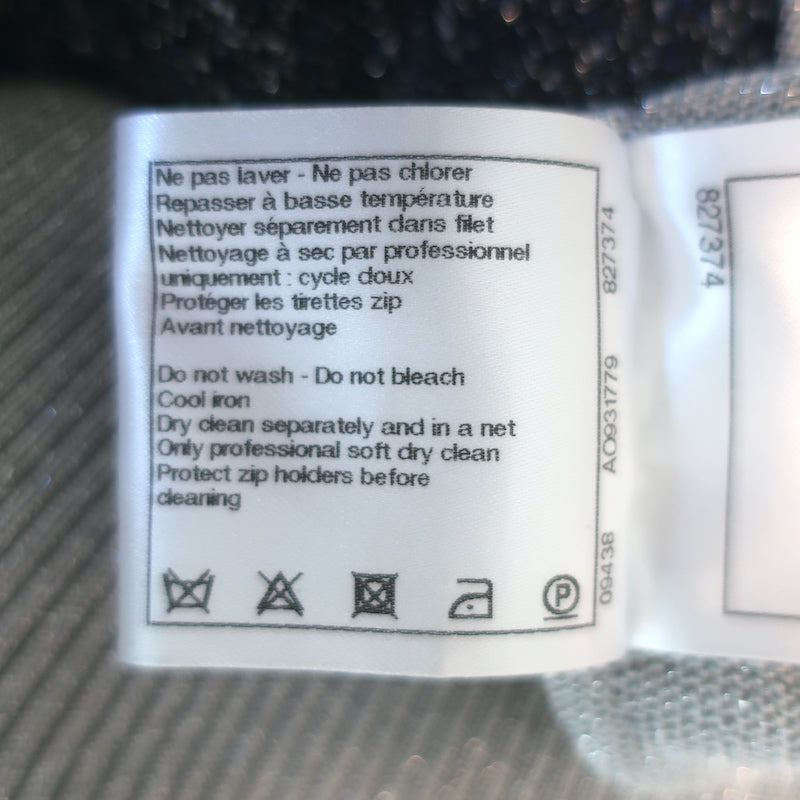 Ne pas laver - Ne pas chlorer
Repasser à basse température
Nettoyer séparement dans filet
Nettoyage à sec par professionnel
uniquement : cycle doux
Protéger les tirettes zip
Avant nettoyage
Do not wash - Do not bleach
Cool iron
Dry clean separately and in a net
Only professional soft dry clean
Protect zip holders before
cleaning
P
09438 AO931779 827374
827374